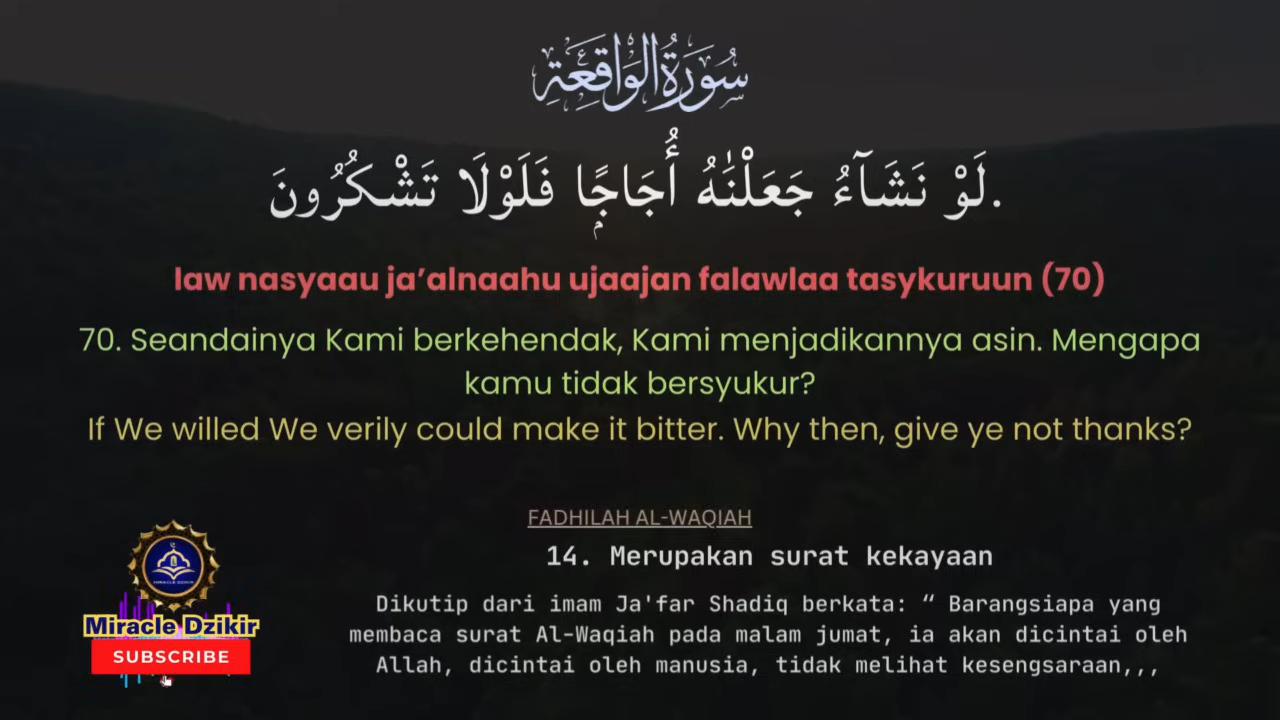 سُورَةُ الوَاقِعَةِ
لَوْ نَشَاۤءُ جَعَلْنٰهُ أُجَاجًاۭ فَلَوْلَا تَشْكُرُونَ.
law nasyaau ja’alnaahu ujaajan falawlaa tasykuruun (70)
70. Seandainya Kami berkehendak, Kami menjadikannya asin. Mengapa
kamu tidak bersyukur?
If We willed We verily could make it bitter. Why then, give ye not thanks?
FADHILAH AL-WAQIAH
14. Merupakan surat kekayaan
Dikutip dari imam Ja'far Shadiq berkata: “ Barangsiapa yang
membaca surat Al-Waqiah pada malam jumat, ia akan dicintai oleh
Allah, dicintai oleh manusia, tidak melihat kesengsaraan,,,
MIRACLE DZIKIR
Miracle Dzikir
SUBSCRIBE